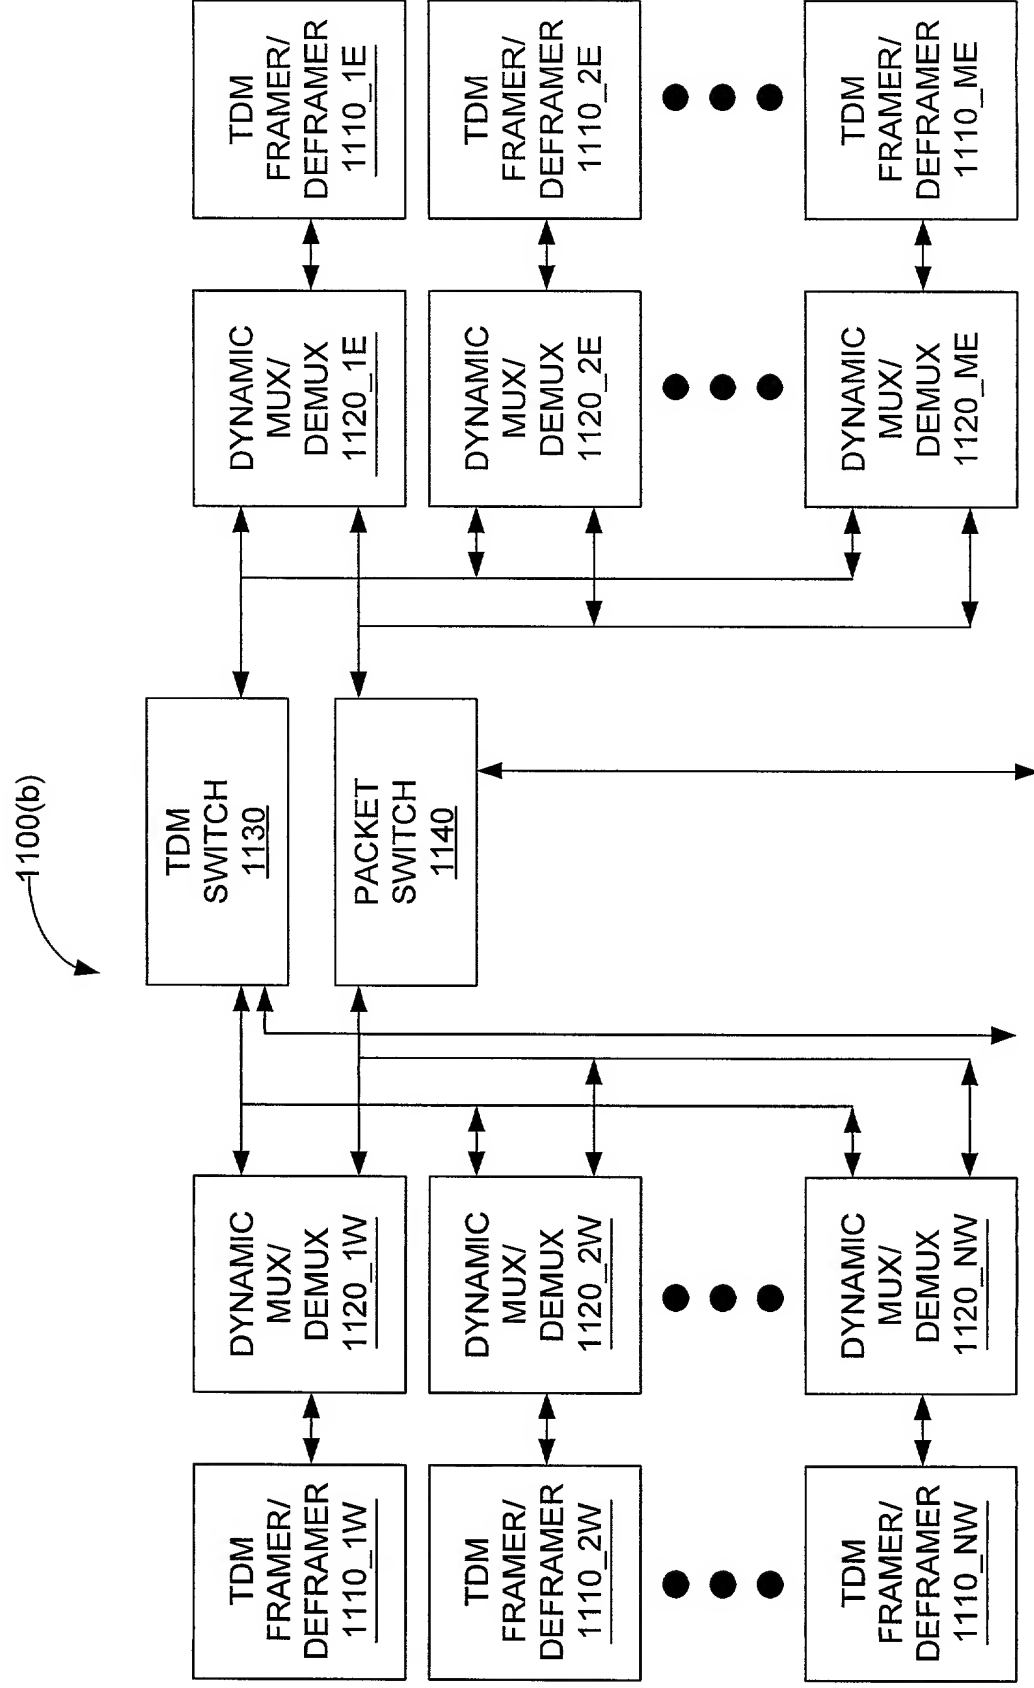 1100(b)
TDM
FRAMER/
DEFRAMER
1110_1W
DYNAMIC
MUX/
DEMUX
1120_1W
TDM
SWITCH
1130
DYNAMIC
MUX/
DEMUX
1120_1E
TDM
FRAMER/
DEFRAMER
1110_1E
PACKET
SWITCH
1140
TDM
FRAMER/
DEFRAMER
1110_2W
DYNAMIC
MUX/
DEMUX
1120_2W
DYNAMIC
MUX/
DEMUX
1120_2E
TDM
FRAMER/
DEFRAMER
1110_2E
TDM
FRAMER/
DEFRAMER
1110_NW
DYNAMIC
MUX/
DEMUX
1120_NW
DYNAMIC
MUX/
DEMUX
1120_ME
TDM
FRAMER/
DEFRAMER
1110_ME